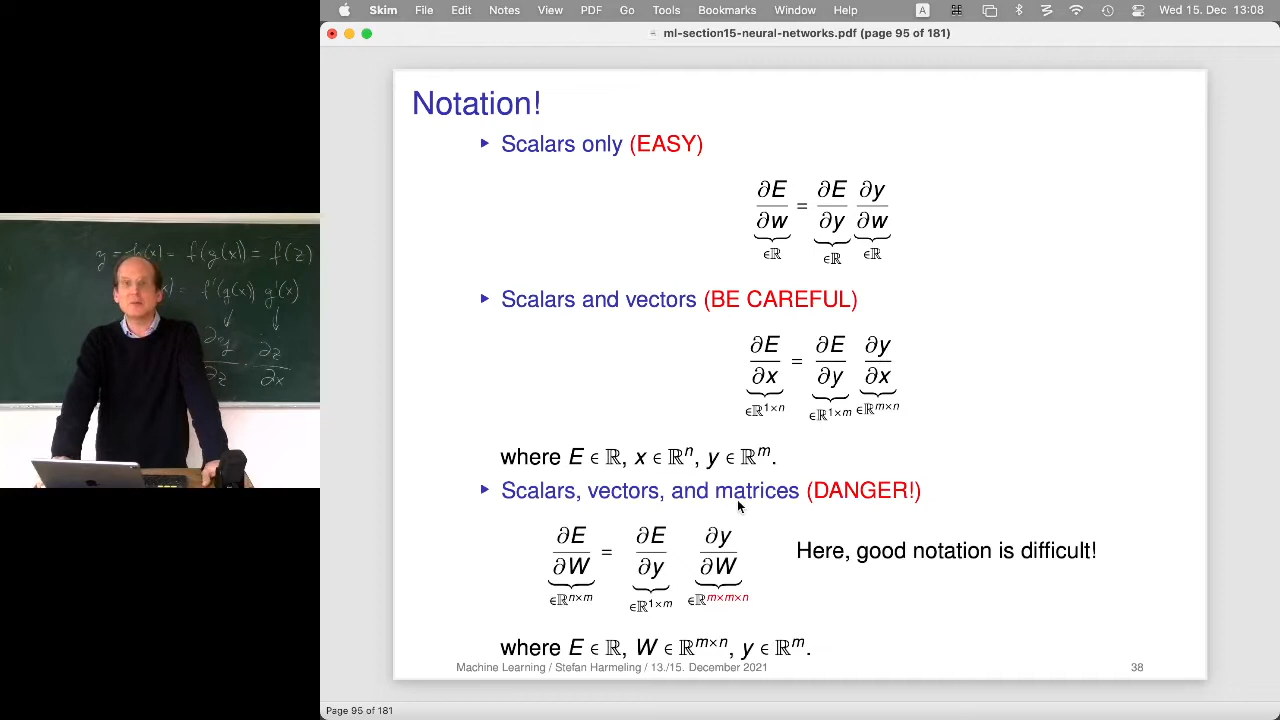 Skim File Edit Notes View PDF Go Tools Bookmarks Window Help A Wed 15. Dec 13:08
ml-section15-neural-networks.pdf (page 95 of 181)
Notation!
▸ Scalars only (EASY)
∂E/∂w = ∂E/∂y ∂y/∂w
∈ℝ ∈ℝ ∈ℝ
▸ Scalars and vectors (BE CAREFUL)
∂E/∂x = ∂E/∂y ∂y/∂x
∈ℝ^{1×n} ∈ℝ^{1×m} ∈ℝ^{m×n}
where E ∈ ℝ, x ∈ ℝ^n, y ∈ ℝ^m.
▸ Scalars, vectors, and matrices (DANGER!)
∂E/∂W = ∂E/∂y ∂y/∂W Here, good notation is difficult!
∈ℝ^{n×m} ∈ℝ^{1×m} ∈ℝ^{m×m×n}
where E ∈ ℝ, W ∈ ℝ^{m×n}, y ∈ ℝ^m.
Machine Learning / Stefan Harmeling / 13./15. December 2021 38
Page 95 of 181
(x) = f(g(x)) = f(z)
f'(g(x)) g'(x)
↓ ↓
∂y/∂z · ∂z/∂x